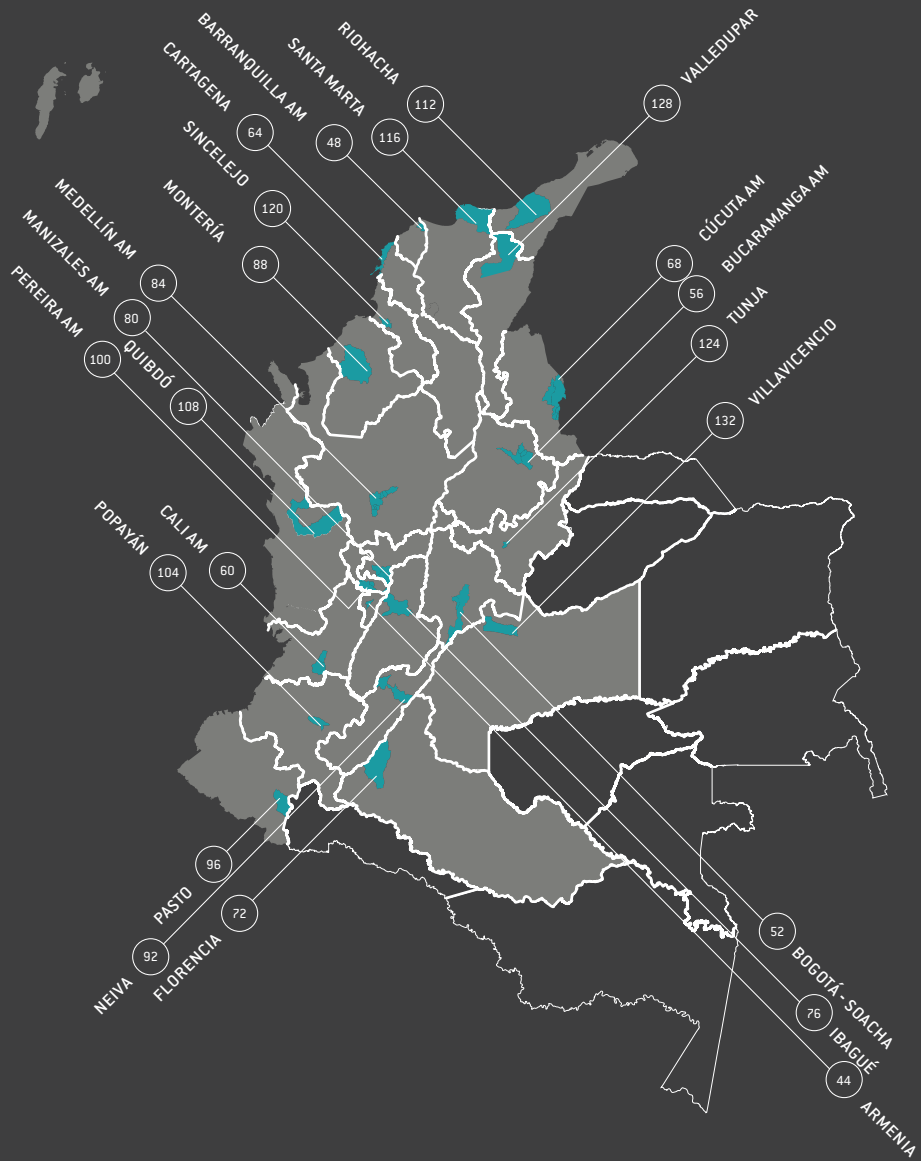 RIOHACHA
112
BARRANQUILLA AM
48
SANTA MARTA
116
VALLEDUPAR
128
CARTAGENA
64
SINCELEJO
120
MONTERÍA
88
CÚCUTA AM
68
BUCARAMANGA AM
56
MEDELLÍN AM
84
MANIZALES AM
80
TUNJA
124
PEREIRA AM
100
QUIBDÓ
108
VILLAVICENCIO
132
CALI AM
60
POPAYÁN
104
PASTO
96
FLORENCIA
72
NEIVA
92
52
BOGOTÁ - SOACHA
76
IBAGUÉ
44
ARMENIA